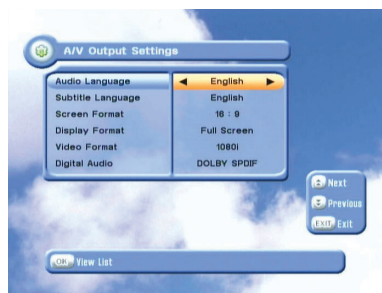 A/V Output Settings
Audio Language ◀ English ▶
Subtitle Language English
Screen Format 16 : 9
Display Format Full Screen
Video Format 1080i
Digital Audio DOLBY SPDIF
Next
Previous
EXIT Exit
OK View List